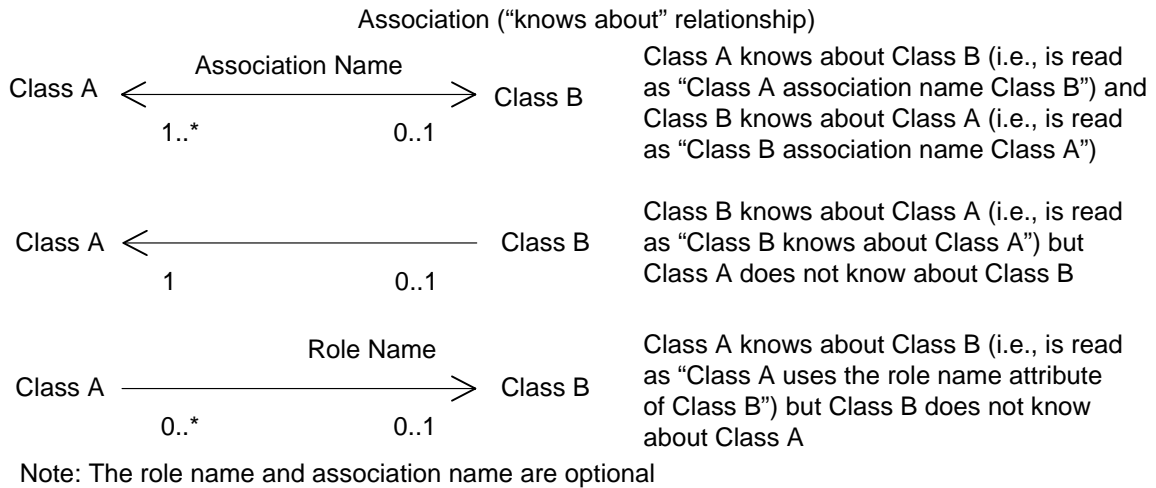 Association (“knows about” relationship)
Class A
Association Name
Class B
1..*
0..1
Class A knows about Class B (i.e., is read
as “Class A association name Class B”) and
Class B knows about Class A (i.e., is read
as “Class B association name Class A”)
Class A
Class B
1
0..1
Class B knows about Class A (i.e., is read
as “Class B knows about Class A”) but
Class A does not know about Class B
Role Name
Class A
Class B
0..*
0..1
Class A knows about Class B (i.e., is read
as “Class A uses the role name attribute
of Class B”) but Class B does not know
about Class A
Note: The role name and association name are optional